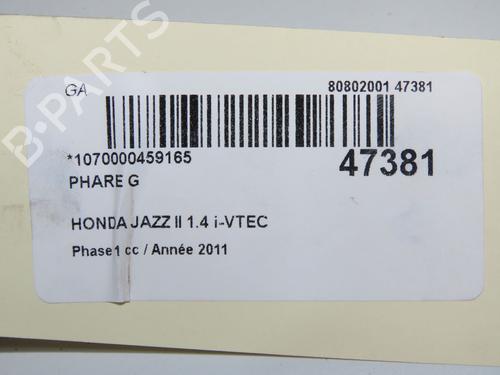 B-PARTS
GA
80802001 47381
*1070000459165
47381
PHARE G
HONDA JAZZ II 1.4 i-VTEC
Phase1 cc / Année 2011